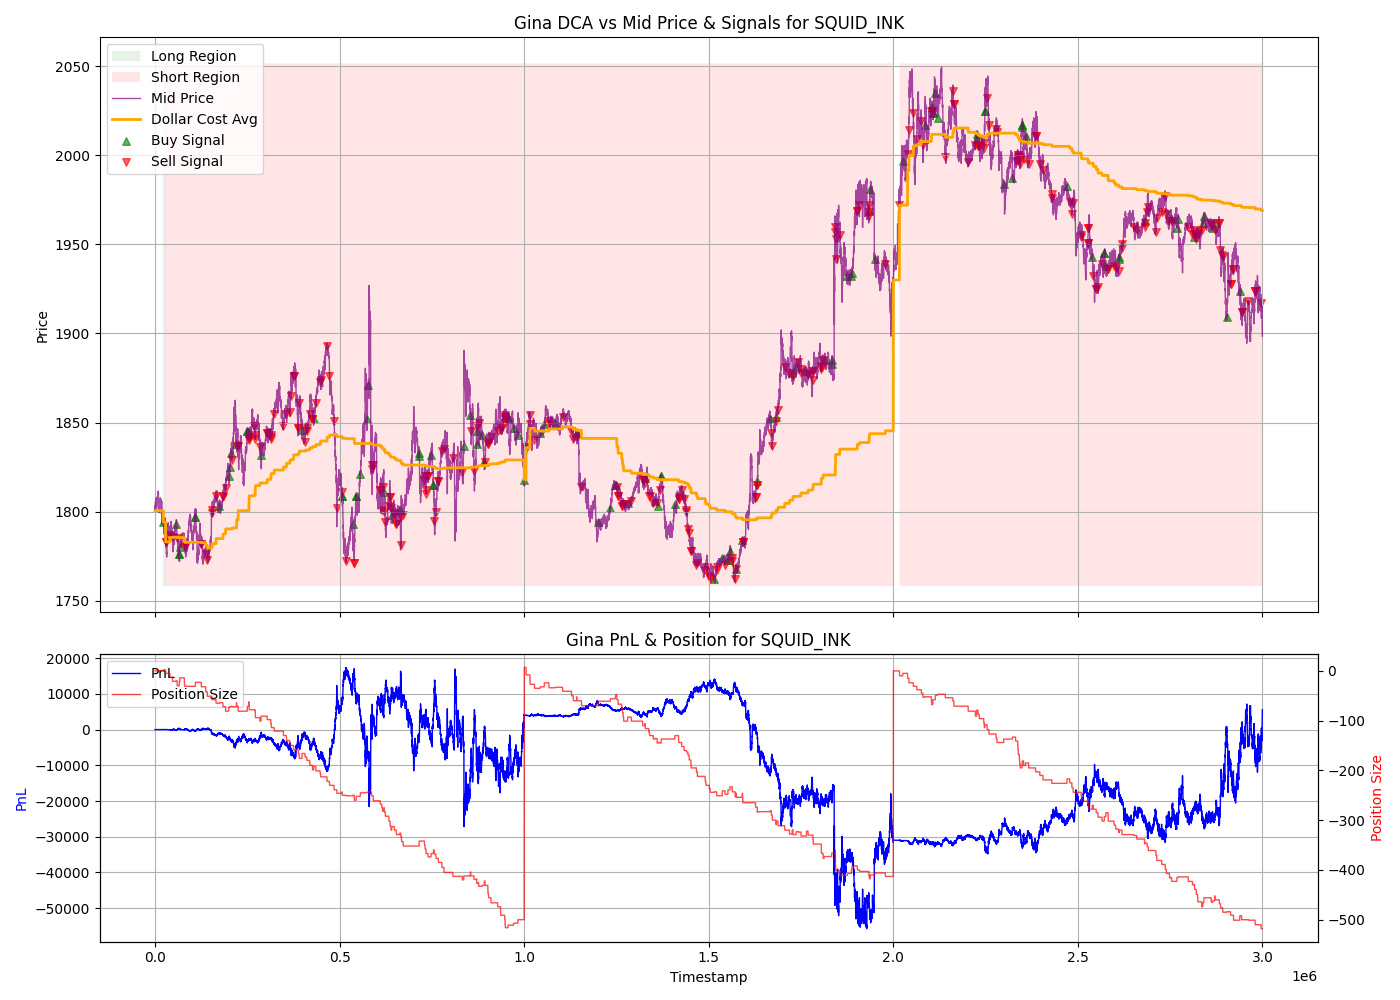 Gina DCA vs Mid Price & Signals for SQUID_INK
Long Region
Short Region
Mid Price
Dollar Cost Avg
Buy Signal
Sell Signal
2050
2000
1950
1900
1850
1800
1750
Price
Gina PnL & Position for SQUID_INK
PnL
Position Size
20000
10000
0
−10000
−20000
−30000
−40000
−50000
PnL
0
−100
−200
−300
−400
−500
Position Size
0.0
0.5
1.0
1.5
2.0
2.5
3.0
1e6
Timestamp